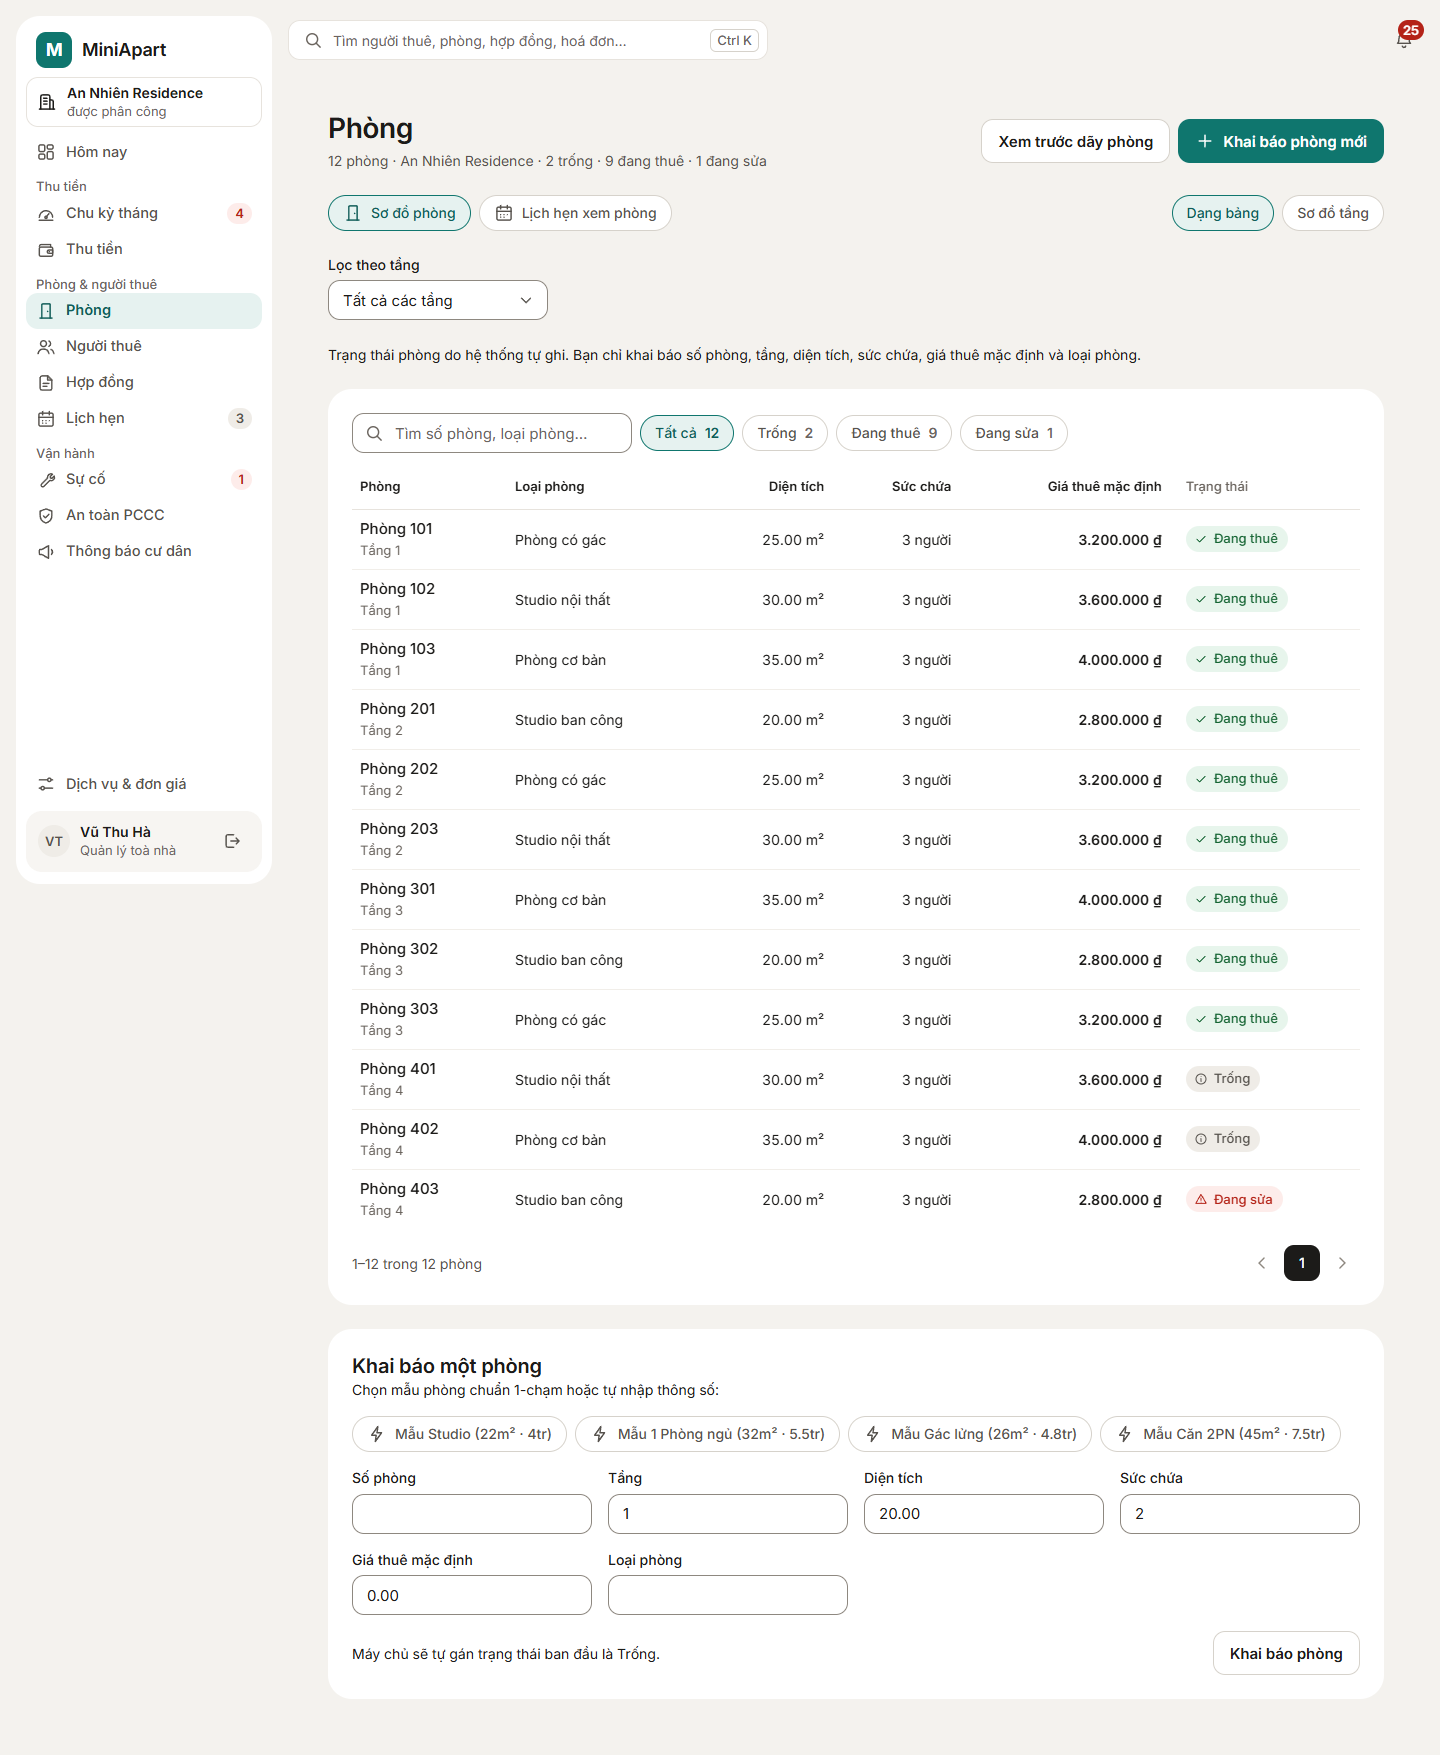 M MiniApart
An Nhiên Residence
được phân công
Hôm nay
Thu tiền
Chu kỳ tháng 4
Thu tiền
Phòng & người thuê
Phòng
Người thuê
Hợp đồng
Lịch hẹn 3
Vận hành
Sự cố 1
An toàn PCCC
Thông báo cư dân
Dịch vụ & đơn giá
VT
Vũ Thu Hà
Quản lý toà nhà
Tìm người thuê, phòng, hợp đồng, hoá đơn... Ctrl K
25
Phòng
12 phòng · An Nhiên Residence · 2 trống · 9 đang thuê · 1 đang sửa
Xem trước dãy phòng
Khai báo phòng mới
Sơ đồ phòng Lịch hẹn xem phòng Dạng bảng Sơ đồ tầng
Lọc theo tầng
Tất cả các tầng
Trạng thái phòng do hệ thống tự ghi. Bạn chỉ khai báo số phòng, tầng, diện tích, sức chứa, giá thuê mặc định và loại phòng.
Tìm số phòng, loại phòng... Tất cả 12 Trống 2 Đang thuê 9 Đang sửa 1
Phòng Loại phòng Diện tích Sức chứa Giá thuê mặc định Trạng thái
Phòng 101
Tầng 1
Phòng có gác 25.00 m² 3 người 3.200.000 ₫ Đang thuê
Phòng 102
Tầng 1
Studio nội thất 30.00 m² 3 người 3.600.000 ₫ Đang thuê
Phòng 103
Tầng 1
Phòng cơ bản 35.00 m² 3 người 4.000.000 ₫ Đang thuê
Phòng 201
Tầng 2
Studio ban công 20.00 m² 3 người 2.800.000 ₫ Đang thuê
Phòng 202
Tầng 2
Phòng có gác 25.00 m² 3 người 3.200.000 ₫ Đang thuê
Phòng 203
Tầng 2
Studio nội thất 30.00 m² 3 người 3.600.000 ₫ Đang thuê
Phòng 301
Tầng 3
Phòng cơ bản 35.00 m² 3 người 4.000.000 ₫ Đang thuê
Phòng 302
Tầng 3
Studio ban công 20.00 m² 3 người 2.800.000 ₫ Đang thuê
Phòng 303
Tầng 3
Phòng có gác 25.00 m² 3 người 3.200.000 ₫ Đang thuê
Phòng 401
Tầng 4
Studio nội thất 30.00 m² 3 người 3.600.000 ₫ Trống
Phòng 402
Tầng 4
Phòng cơ bản 35.00 m² 3 người 4.000.000 ₫ Trống
Phòng 403
Tầng 4
Studio ban công 20.00 m² 3 người 2.800.000 ₫ Đang sửa
1–12 trong 12 phòng 1
Khai báo một phòng
Chọn mẫu phòng chuẩn 1-chạm hoặc tự nhập thông số:
Mẫu Studio (22m² · 4tr) Mẫu 1 Phòng ngủ (32m² · 5.5tr) Mẫu Gác lửng (26m² · 4.8tr) Mẫu Căn 2PN (45m² · 7.5tr)
Số phòng Tầng Diện tích Sức chứa
1 20.00 2
Giá thuê mặc định Loại phòng
0.00
Máy chủ sẽ tự gán trạng thái ban đầu là Trống.
Khai báo phòng